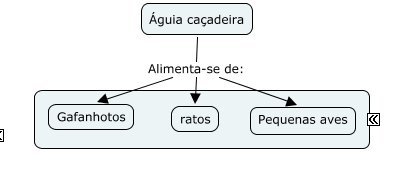 Águia caçadeira
Alimenta-se de:
Gafanhotos
ratos
Pequenas aves